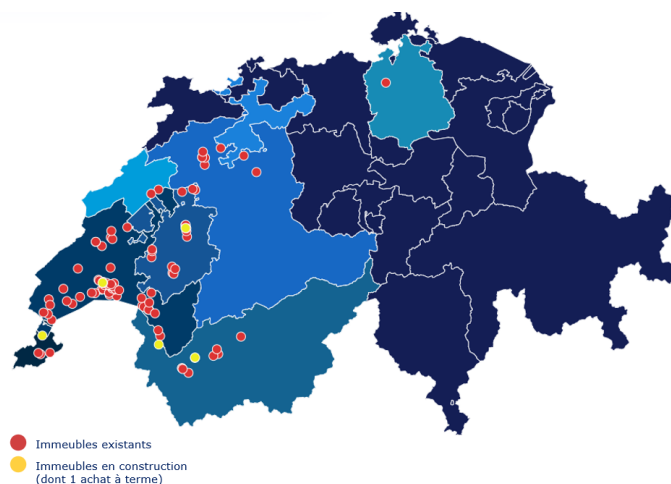 Immeubles existants
Immeubles en construction
(dont 1 achat à terme)